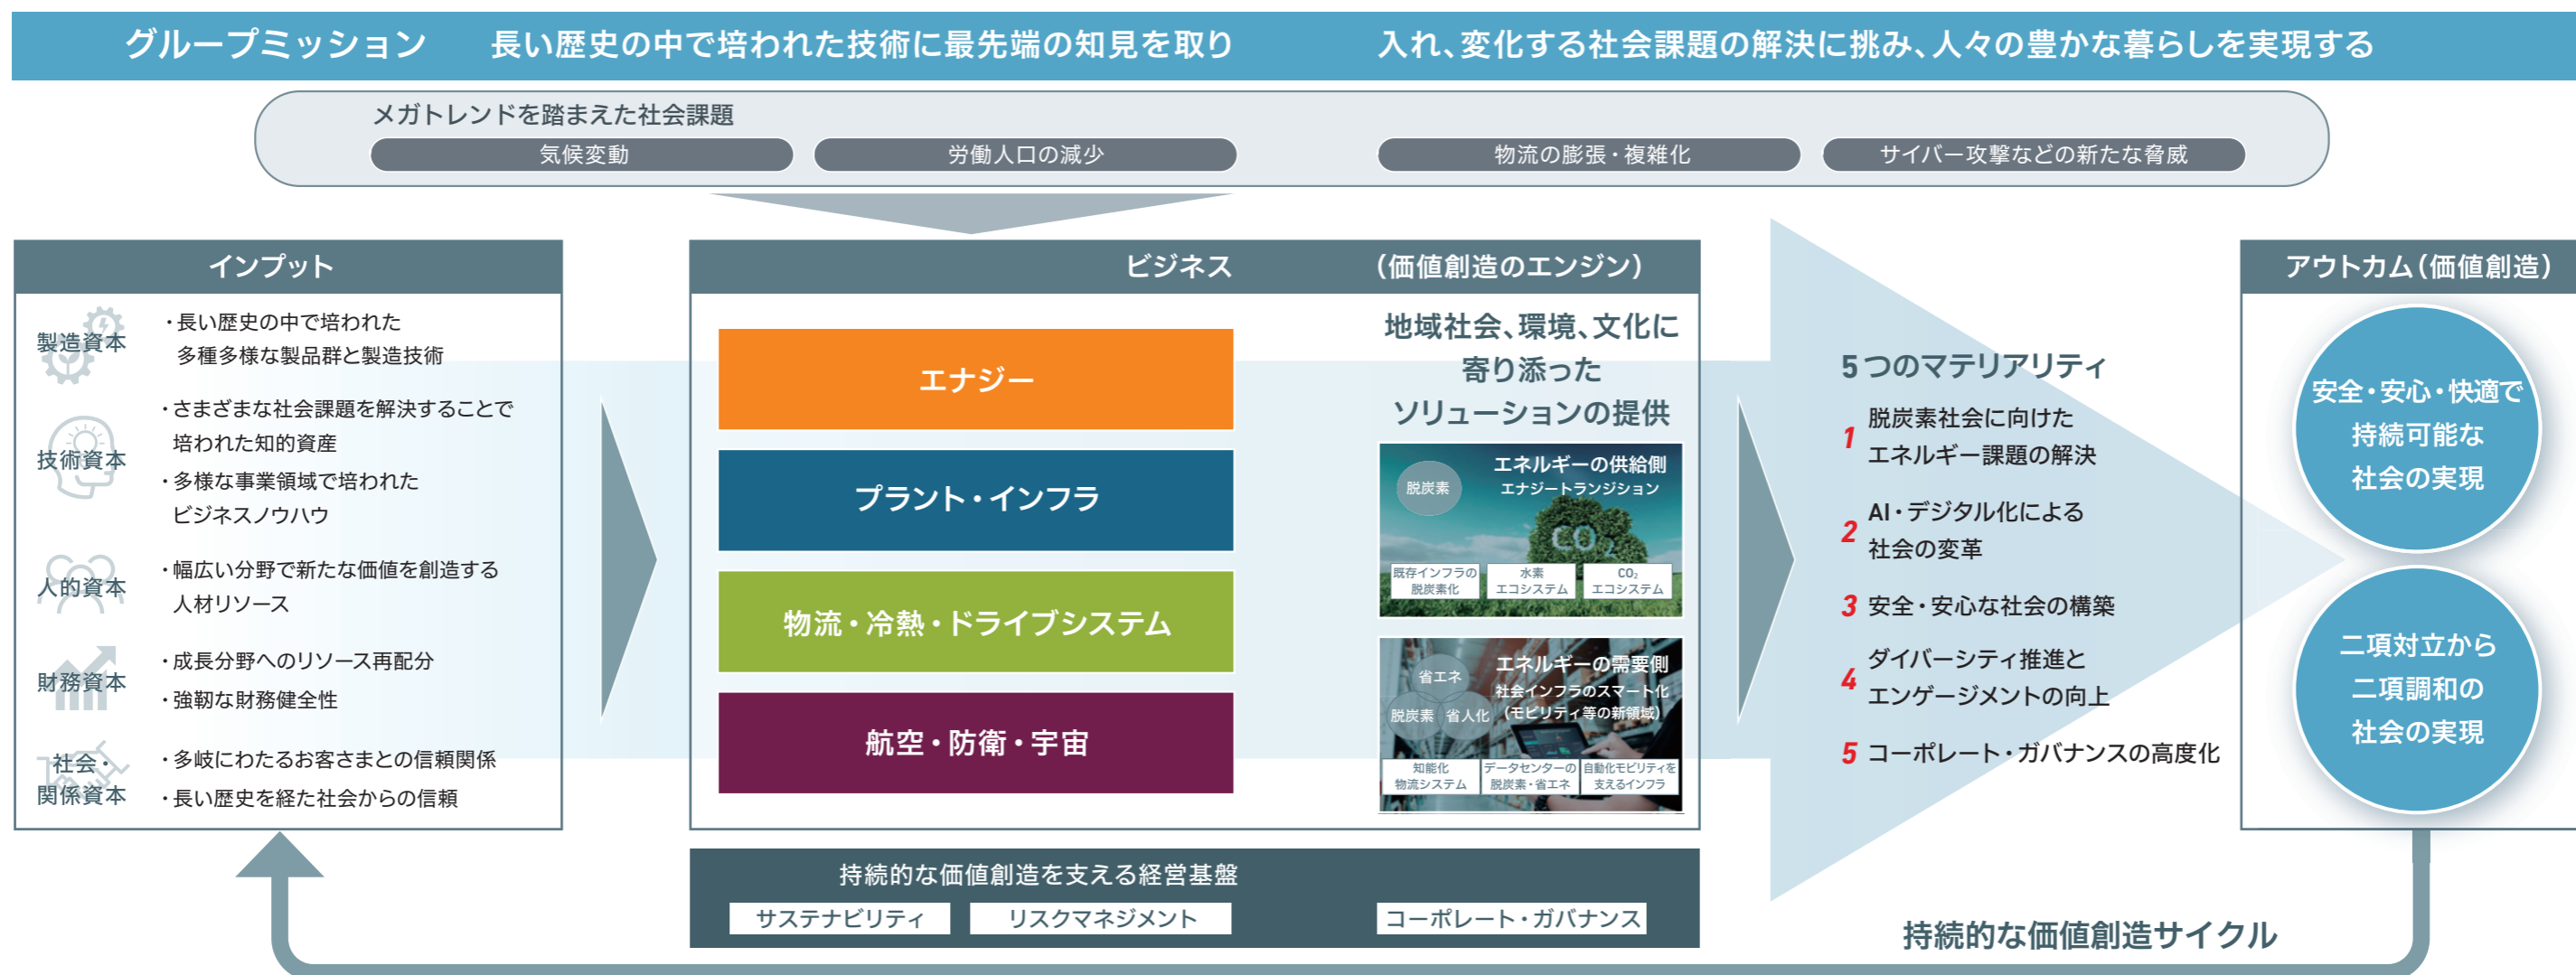 グループミッション 長い歴史の中で培われた技術に最先端の知見を取り 入れ、変化する社会課題の解決に挑み、人々の豊かな暮らしを実現する
メガトレンドを踏まえた社会課題
気候変動
労働人口の減少
物流の膨張・複雑化
サイバー攻撃などの新たな脅威
インプット
製造資本
・長い歴史の中で培われた
多種多様な製品群と製造技術
技術資本
・さまざまな社会課題を解決することで
培われた知的資産
・多様な事業領域で培われた
ビジネスノウハウ
人的資本
・幅広い分野で新たな価値を創造する
人材リソース
財務資本
・成長分野へのリソース再配分
・強靭な財務健全性
社会・
関係資本
・多岐にわたるお客さまとの信頼関係
・長い歴史を経た社会からの信頼
ビジネス (価値創造のエンジン)
エナジー
プラント・インフラ
物流・冷熱・ドライブシステム
航空・防衛・宇宙
地域社会、環境、文化に
寄り添った
ソリューションの提供
脱炭素
エネルギーの供給側
エナジートランジション
CO2
既存インフラの
脱炭素化
水素
エコシステム
CO₂
エコシステム
省エネ
脱炭素
省人化
エネルギーの需要側
社会インフラのスマート化
(モビリティ等の新領域)
知能化
物流システム
データセンターの
脱炭素・省エネ
自動化モビリティを
支えるインフラ
持続的な価値創造を支える経営基盤
サステナビリティ
リスクマネジメント
コーポレート・ガバナンス
5つのマテリアリティ
1 脱炭素社会に向けた
エネルギー課題の解決
2 AI・デジタル化による
社会の変革
3 安全・安心な社会の構築
4 ダイバーシティ推進と
エンゲージメントの向上
5 コーポレート・ガバナンスの高度化
アウトカム(価値創造)
安全・安心・快適で
持続可能な
社会の実現
二項対立から
二項調和の
社会の実現
持続的な価値創造サイクル